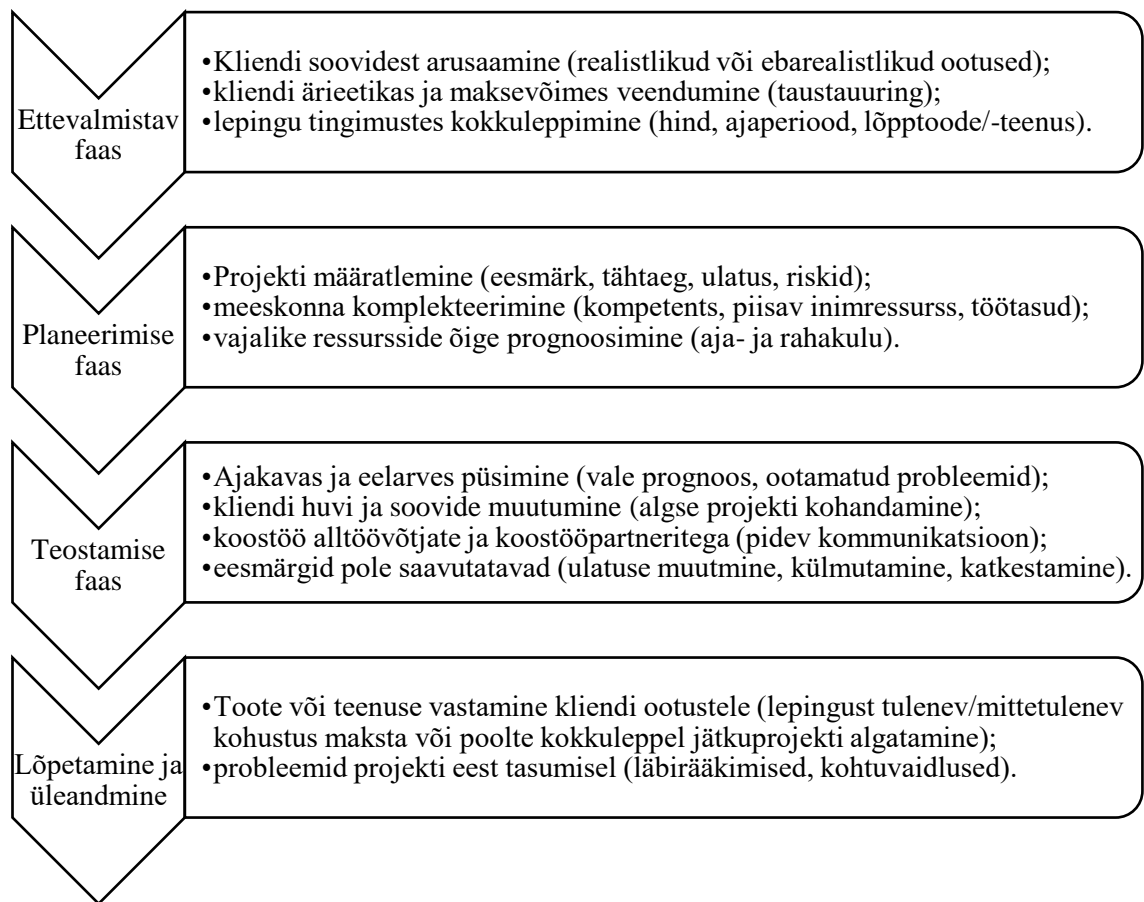 Ettevalmistav
faas
•Kliendi soovidest arusaamine (realistlikud või ebarealistlikud ootused);
•kliendi ärieetikas ja maksevõimes veendumine (taustauuring);
•lepingu tingimustes kokkuleppimine (hind, ajaperiood, lõpptoode/-teenus).
Planeerimise
faas
•Projekti määratlemine (eesmärk, tähtaeg, ulatus, riskid);
•meeskonna komplekteerimine (kompetents, piisav inimressurss, töötasud);
•vajalike ressursside õige prognoosimine (aja- ja rahakulu).
Teostamise
faas
•Ajakavas ja eelarves püsimine (vale prognoos, ootamatud probleemid);
•kliendi huvi ja soovide muutumine (algse projekti kohandamine);
•koostöö alltöövõtjate ja koostööpartneritega (pidev kommunikatsioon);
•eesmärgid pole saavutatavad (ulatuse muutmine, külmutamine, katkestamine).
Lõpetamine ja
üleandmine
•Toote või teenuse vastamine kliendi ootustele (lepingust tulenev/mittetulenev
kohustus maksta või poolte kokkuleppel jätkuprojekti algatamine);
•probleemid projekti eest tasumisel (läbirääkimised, kohtuvaidlused).